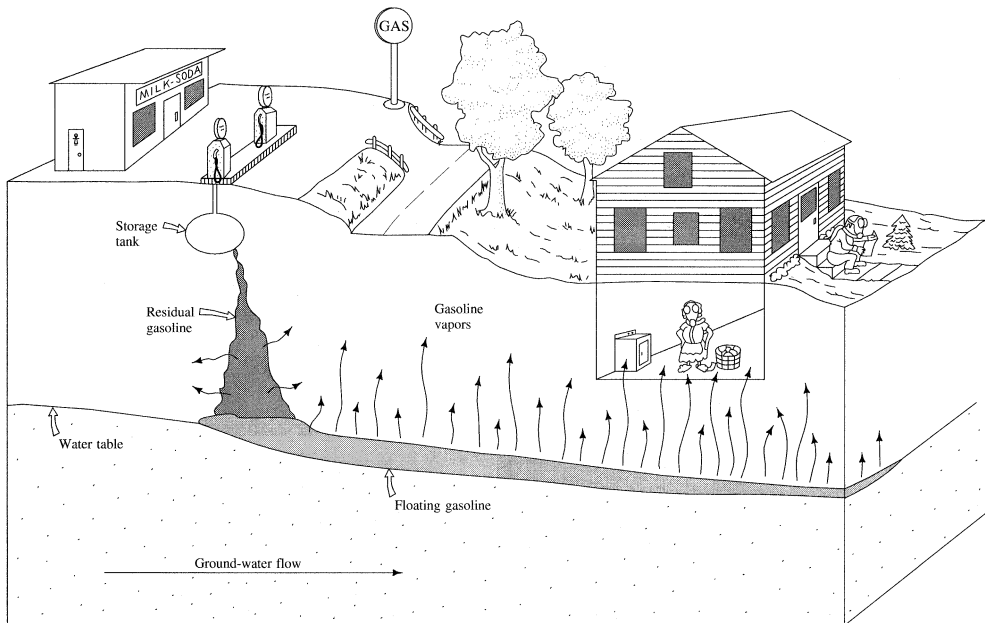 GAS
MILK-SODA
Storage
tank
Residual
gasoline
Gasoline
vapors
Water table
Floating gasoline
Ground-water flow